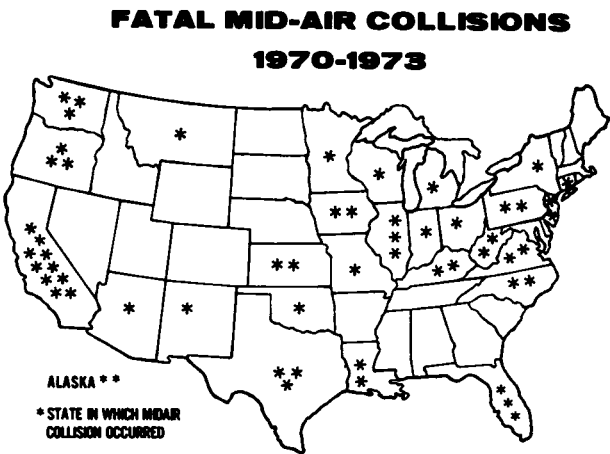 FATAL MID-AIR COLLISIONS
1970-1973
ALASKA * *
* STATE IN WHICH MIDAIR
COLLISION OCCURRED